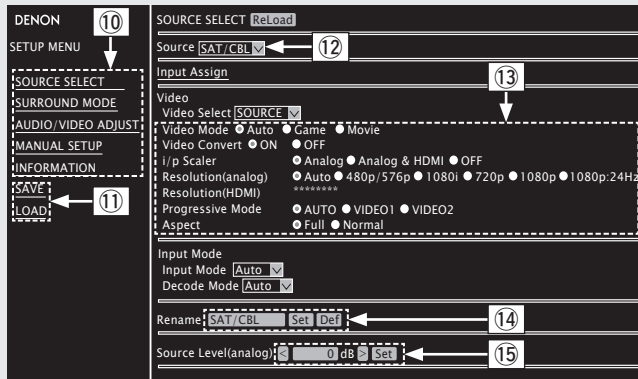 DENON
SETUP MENU
⑩
SOURCE SELECT
SURROUND MODE
AUDIO/VIDEO ADJUST
MANUAL SETUP
INFORMATION
SAVE
LOAD
⑪
SOURCE SELECT ReLoad
Source SAT/CBL ⑫
Input Assign
⑬
Video
Video Select SOURCE
Video Mode Auto Game Movie
Video Convert ON OFF
i/p Scaler Analog Analog & HDMI OFF
Resolution(analog) Auto 480p/576p 1080i 720p 1080p 1080p:24Hz
Resolution(HDMI) ********
Progressive Mode AUTO VIDEO1 VIDEO2
Aspect Full Normal
Input Mode
Input Mode Auto
Decode Mode Auto
Rename SAT/CBL Set Def ⑭
Source Level(analog) < 0 dB > Set ⑮